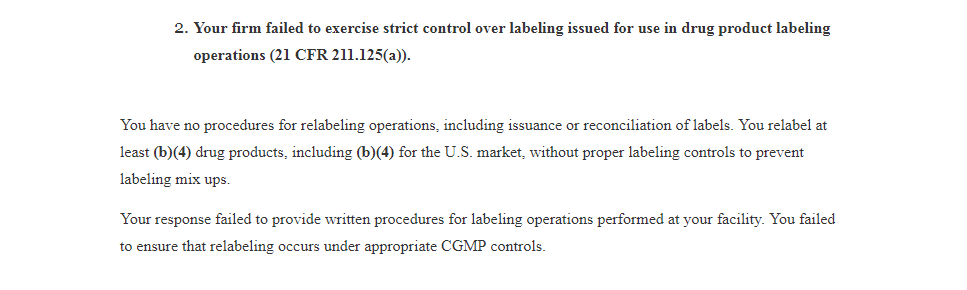 2. Your firm failed to exercise strict control over labeling issued for use in drug product labeling
operations (21 CFR 211.125(a)).
You have no procedures for relabeling operations, including issuance or reconciliation of labels. You relabel at
least (b)(4) drug products, including (b)(4) for the U.S. market, without proper labeling controls to prevent
labeling mix ups.
Your response failed to provide written procedures for labeling operations performed at your facility. You failed
to ensure that relabeling occurs under appropriate CGMP controls.